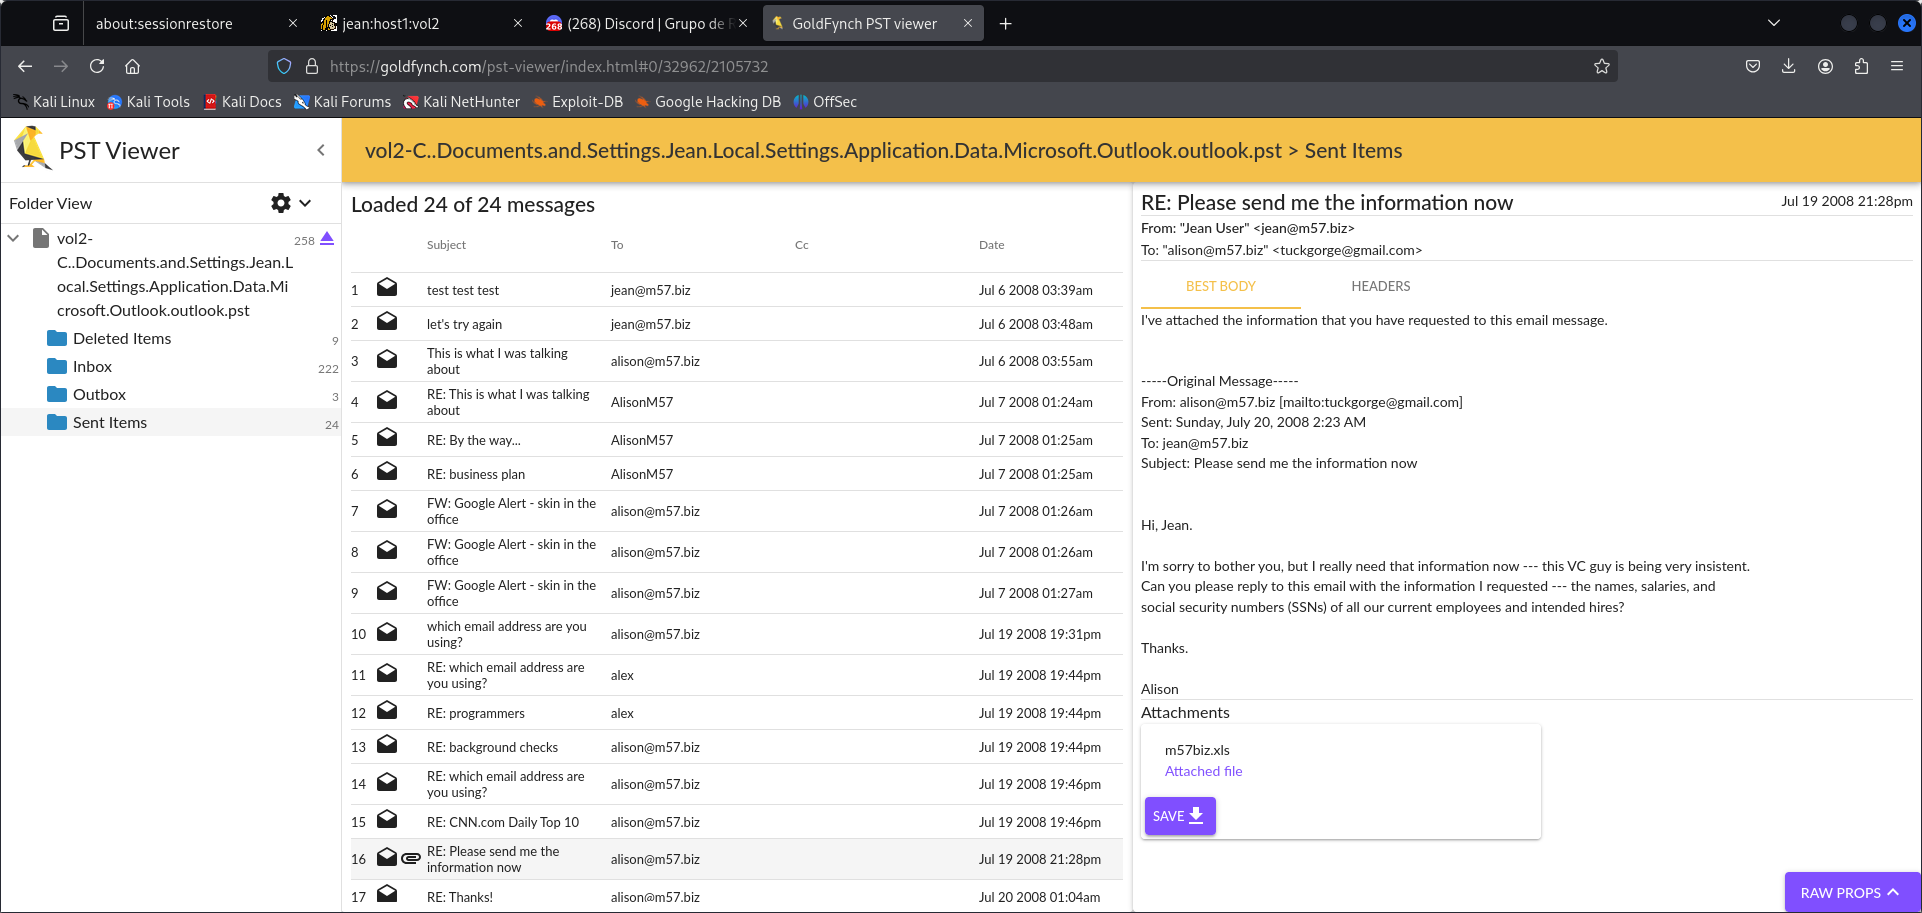 about:sessionrestore
jean:host1:vol2
(268) Discord | Grupo de
GoldFynch PST viewer
https://goldfynch.com/pst-viewer/index.html#0/32962/2105732
Kali Linux
Kali Tools
Kali Docs
Kali Forums
Kali NetHunter
Exploit-DB
Google Hacking DB
OffSec
PST Viewer
vol2-C..Documents.and.Settings.Jean.Local.Settings.Application.Data.Microsoft.Outlook.outlook.pst > Sent Items
Folder View
vol2- 258
C..Documents.and.Settings.Jean.L
ocal.Settings.Application.Data.Mi
crosoft.Outlook.outlook.pst
Deleted Items 9
Inbox 222
Outbox 3
Sent Items 24
Loaded 24 of 24 messages
Subject To Cc Date
1 test test test jean@m57.biz Jul 6 2008 03:39am
2 let's try again jean@m57.biz Jul 6 2008 03:48am
3 This is what I was talking about alison@m57.biz Jul 6 2008 03:55am
4 RE: This is what I was talking about AlisonM57 Jul 7 2008 01:24am
5 RE: By the way... AlisonM57 Jul 7 2008 01:25am
6 RE: business plan AlisonM57 Jul 7 2008 01:25am
7 FW: Google Alert - skin in the office alison@m57.biz Jul 7 2008 01:26am
8 FW: Google Alert - skin in the office alison@m57.biz Jul 7 2008 01:26am
9 FW: Google Alert - skin in the office alison@m57.biz Jul 7 2008 01:27am
10 which email address are you using? alison@m57.biz Jul 19 2008 19:31pm
11 RE: which email address are you using? alex Jul 19 2008 19:44pm
12 RE: programmers alex Jul 19 2008 19:44pm
13 RE: background checks alison@m57.biz Jul 19 2008 19:44pm
14 RE: which email address are you using? alison@m57.biz Jul 19 2008 19:46pm
15 RE: CNN.com Daily Top 10 alison@m57.biz Jul 19 2008 19:46pm
16 RE: Please send me the information now alison@m57.biz Jul 19 2008 21:28pm
17 RE: Thanks! alison@m57.biz Jul 20 2008 01:04am
RE: Please send me the information now Jul 19 2008 21:28pm
From: "Jean User" <jean@m57.biz>
To: "alison@m57.biz" <tuckgorge@gmail.com>
BEST BODY HEADERS
I've attached the information that you have requested to this email message.
-----Original Message-----
From: alison@m57.biz [mailto:tuckgorge@gmail.com]
Sent: Sunday, July 20, 2008 2:23 AM
To: jean@m57.biz
Subject: Please send me the information now
Hi, Jean.
I'm sorry to bother you, but I really need that information now --- this VC guy is being very insistent.
Can you please reply to this email with the information I requested --- the names, salaries, and
social security numbers (SSNs) of all our current employees and intended hires?
Thanks.
Alison
Attachments
m57biz.xls
Attached file
SAVE
RAW PROPS